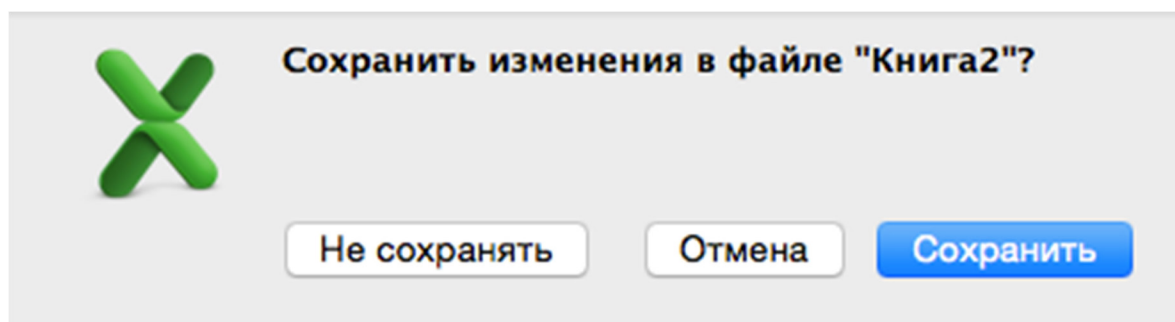 Сохранить изменения в файле "Книга2"?
Не сохранять Отмена Сохранить